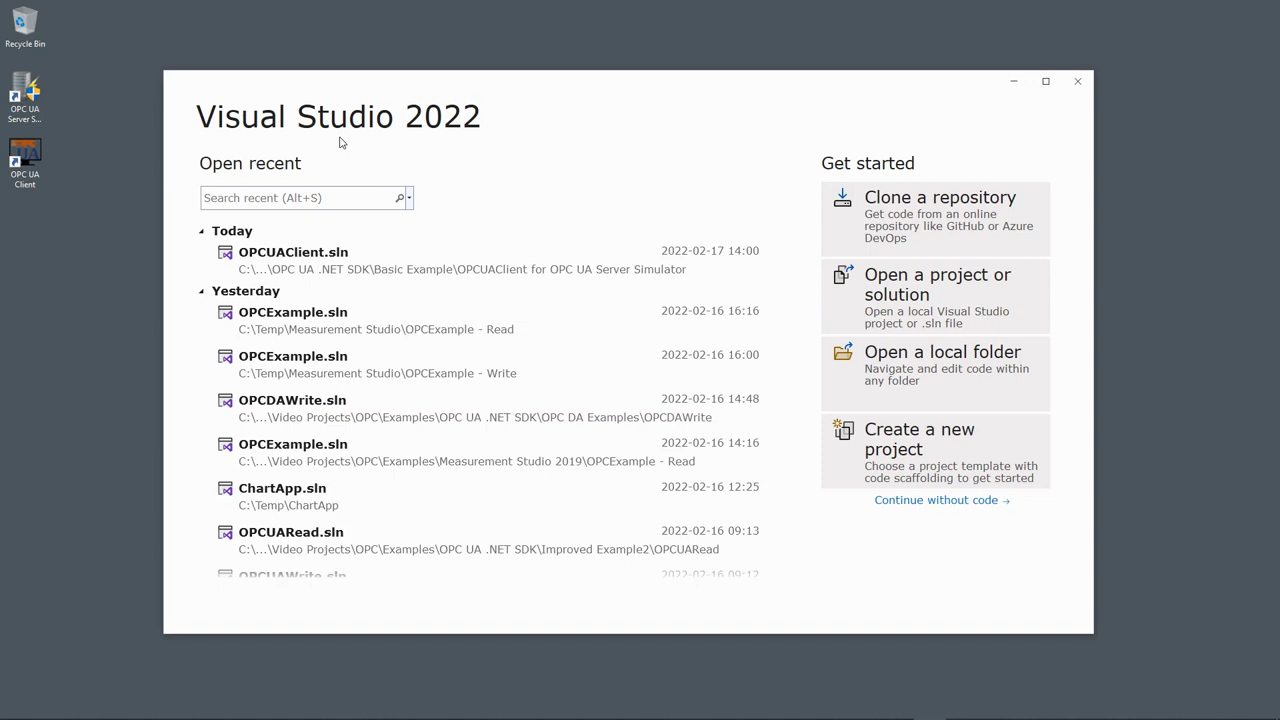 Recycle Bin
OPC UA
Server S...
OPC UA
Client
Visual Studio 2022
Open recent
Search recent (Alt+S)
Today
OPCUAClient.sln 2022-02-17 14:00
C:\...\OPC UA .NET SDK\Basic Example\OPCUAClient for OPC UA Server Simulator
Yesterday
OPCExample.sln 2022-02-16 16:16
C:\Temp\Measurement Studio\OPCExample - Read
OPCExample.sln 2022-02-16 16:00
C:\Temp\Measurement Studio\OPCExample - Write
OPCDAWrite.sln 2022-02-16 14:48
C:\...\Video Projects\OPC\Examples\OPC UA .NET SDK\OPC DA Examples\OPCDAWrite
OPCExample.sln 2022-02-16 14:16
C:\...\Video Projects\OPC\Examples\Measurement Studio 2019\OPCExample - Read
ChartApp.sln 2022-02-16 12:25
C:\Temp\ChartApp
OPCUARead.sln 2022-02-16 09:13
C:\...\Video Projects\OPC\Examples\OPC UA .NET SDK\Improved Example2\OPCUARead
OPCUAWrite.sln 2022-02-16 09:12
Get started
Clone a repository
Get code from an online
repository like GitHub or Azure
DevOps
Open a project or
solution
Open a local Visual Studio
project or .sln file
Open a local folder
Navigate and edit code within
any folder
Create a new
project
Choose a project template with
code scaffolding to get started
Continue without code →